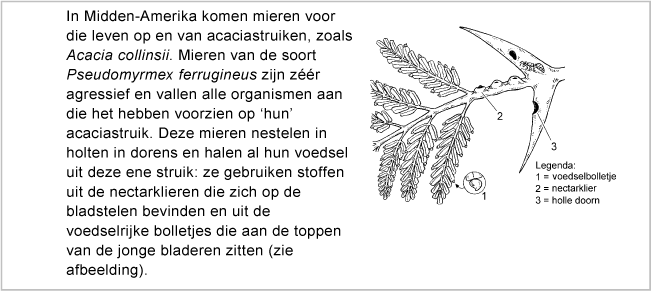 In Midden-Amerika komen mieren voor
die leven op en van acaciastruiken, zoals
Acacia collinsii. Mieren van de soort
Pseudomyrmex ferrugineus zijn zéér
agressief en vallen alle organismen aan
die het hebben voorzien op ‘hun’
acaciastruik. Deze mieren nestelen in
holten in dorens en halen al hun voedsel
uit deze ene struik: ze gebruiken stoffen
uit de nectarklieren die zich op de
bladstelen bevinden en uit de
voedselrijke bolletjes die aan de toppen
van de jonge bladeren zitten (zie
afbeelding).
2
3
1
Legenda:
1 = voedselbolletje
2 = nectarklier
3 = holle doorn